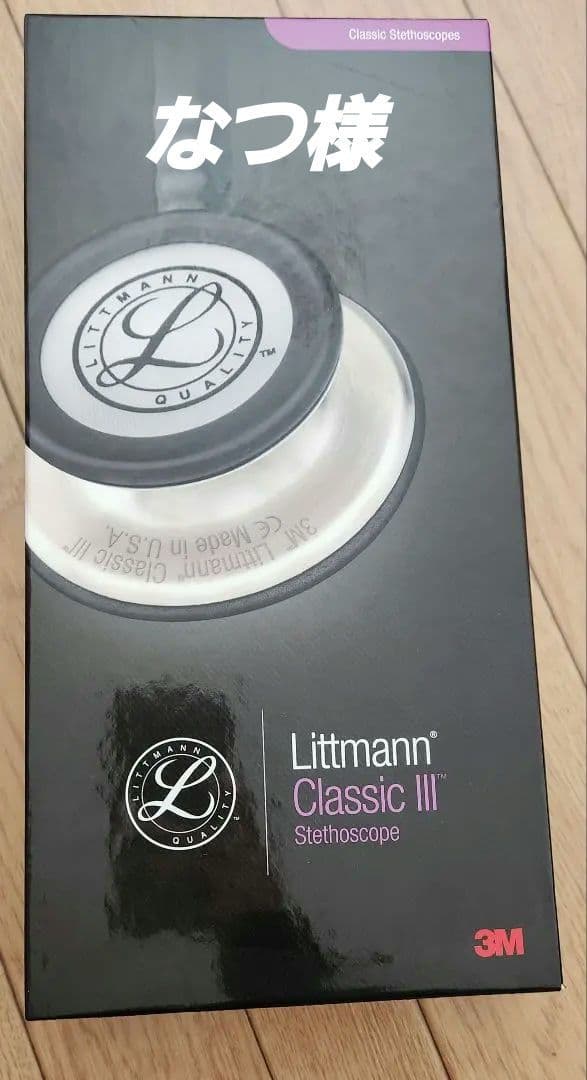 Classic Stethoscopes
なつ様
LITTMANN
L
QUALITY
™
3M™ Littmann® Classic III™
CE Made in U.S.A.
LITTMANN
L
QUALITY
Littmann®
Classic III™
Stethoscope
3M